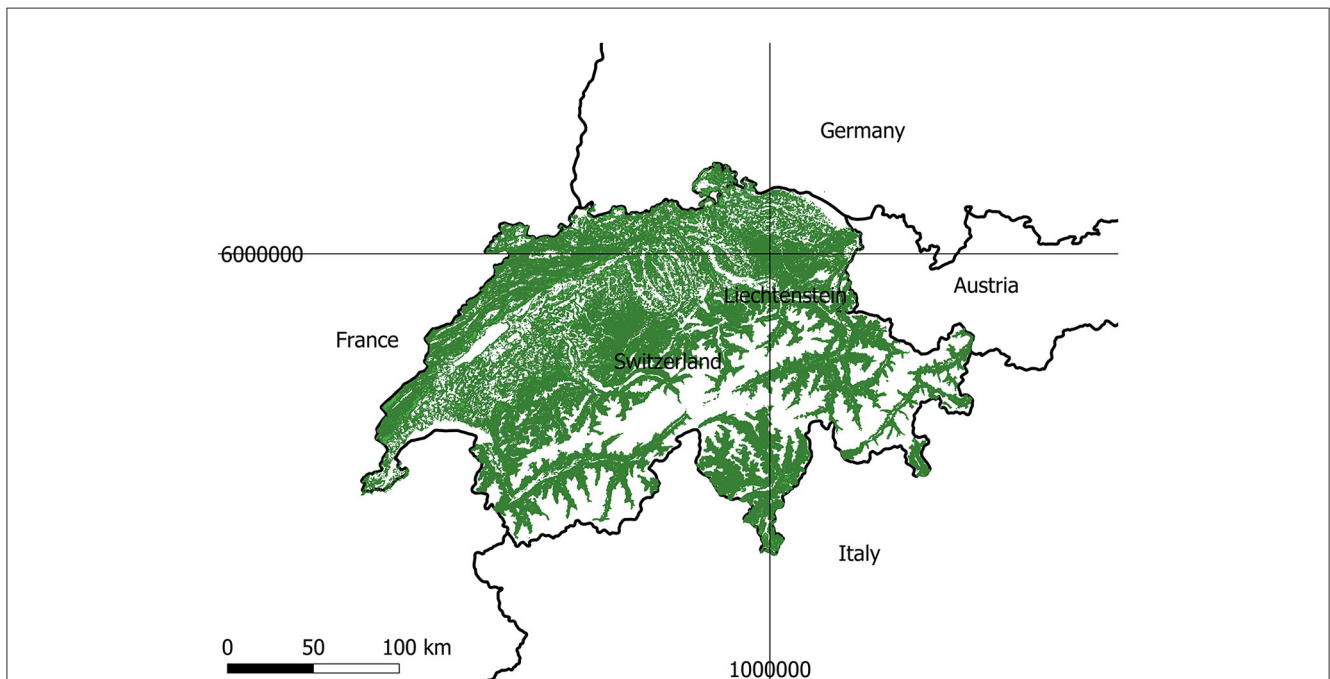 Germany
6000000
Austria
Liechtenstein
France
Switzerland
Italy
0 50 100 km
1000000